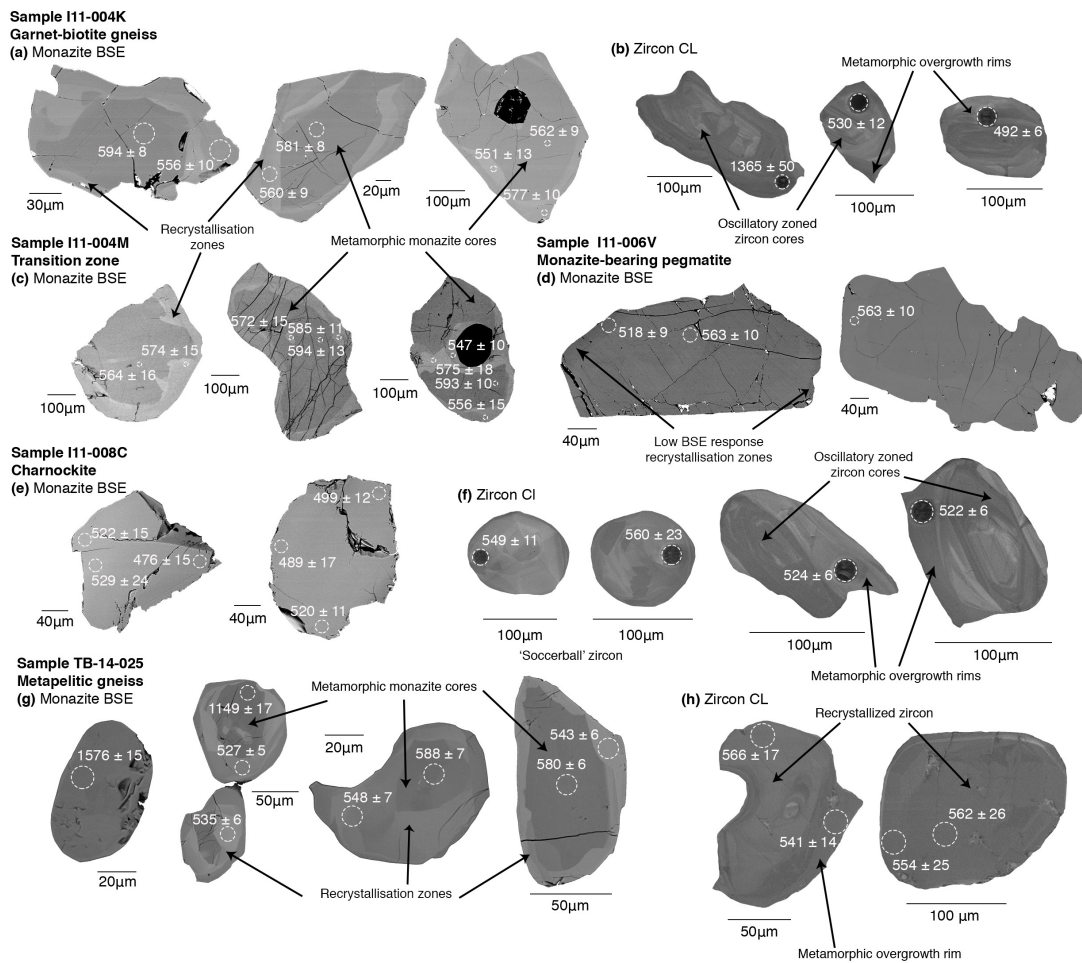 Sample I11-004K
Garnet-biotite gneiss
(a) Monazite BSE
594 ± 8
556 ± 10
30µm
581 ± 8
560 ± 9
20µm
562 ± 9
551 ± 13
577 ± 10
100µm
Recrystallisation
zones
Metamorphic monazite cores
(b) Zircon CL
Metamorphic overgrowth rims
1365 ± 50
530 ± 12
492 ± 6
100µm
100µm
100µm
Oscillatory zoned
zircon cores
Sample I11-004M
Transition zone
(c) Monazite BSE
574 ± 15
564 ± 16
100µm
572 ± 15
585 ± 11
594 ± 13
100µm
547 ± 10
575 ± 18
593 ± 10
556 ± 15
100µm
Sample I11-006V
Monazite-bearing pegmatite
(d) Monazite BSE
518 ± 9
563 ± 10
40µm
563 ± 10
40µm
Low BSE response
recrystallisation zones
Sample I11-008C
Charnockite
(e) Monazite BSE
522 ± 15
476 ± 15
529 ± 24
40µm
499 ± 12
489 ± 17
520 ± 11
40µm
(f) Zircon Cl
549 ± 11
560 ± 23
100µm
100µm
'Soccerball' zircon
Oscillatory zoned
zircon cores
524 ± 6
522 ± 6
100µm
100µm
Metamorphic overgrowth rims
Sample TB-14-025
Metapelitic gneiss
(g) Monazite BSE
1576 ± 15
20µm
1149 ± 17
527 ± 5
535 ± 6
50µm
Metamorphic monazite cores
20µm
588 ± 7
548 ± 7
543 ± 6
580 ± 6
50µm
Recrystallisation zones
(h) Zircon CL
Recrystallized zircon
566 ± 17
541 ± 14
50µm
562 ± 26
554 ± 25
100 µm
Metamorphic overgrowth rim